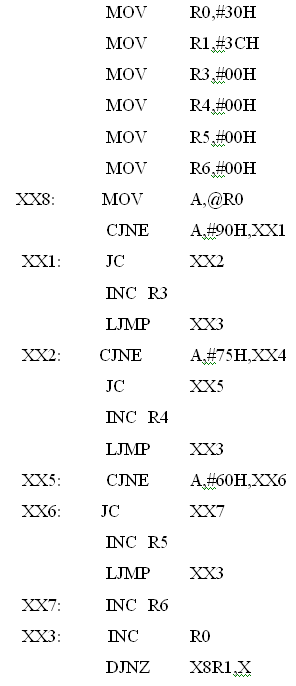 MOV R0,#30H
MOV R1,#3CH
MOV R3,#00H
MOV R4,#00H
MOV R5,#00H
MOV R6,#00H
XX8: MOV A,@R0
CJNE A,#90H,XX1
XX1: JC XX2
INC R3
LJMP XX3
XX2: CJNE A,#75H,XX4
JC XX5
INC R4
LJMP XX3
XX5: CJNE A,#60H,XX6
XX6: JC XX7
INC R5
LJMP XX3
XX7: INC R6
XX3: INC R0
DJNZ X8R1,X